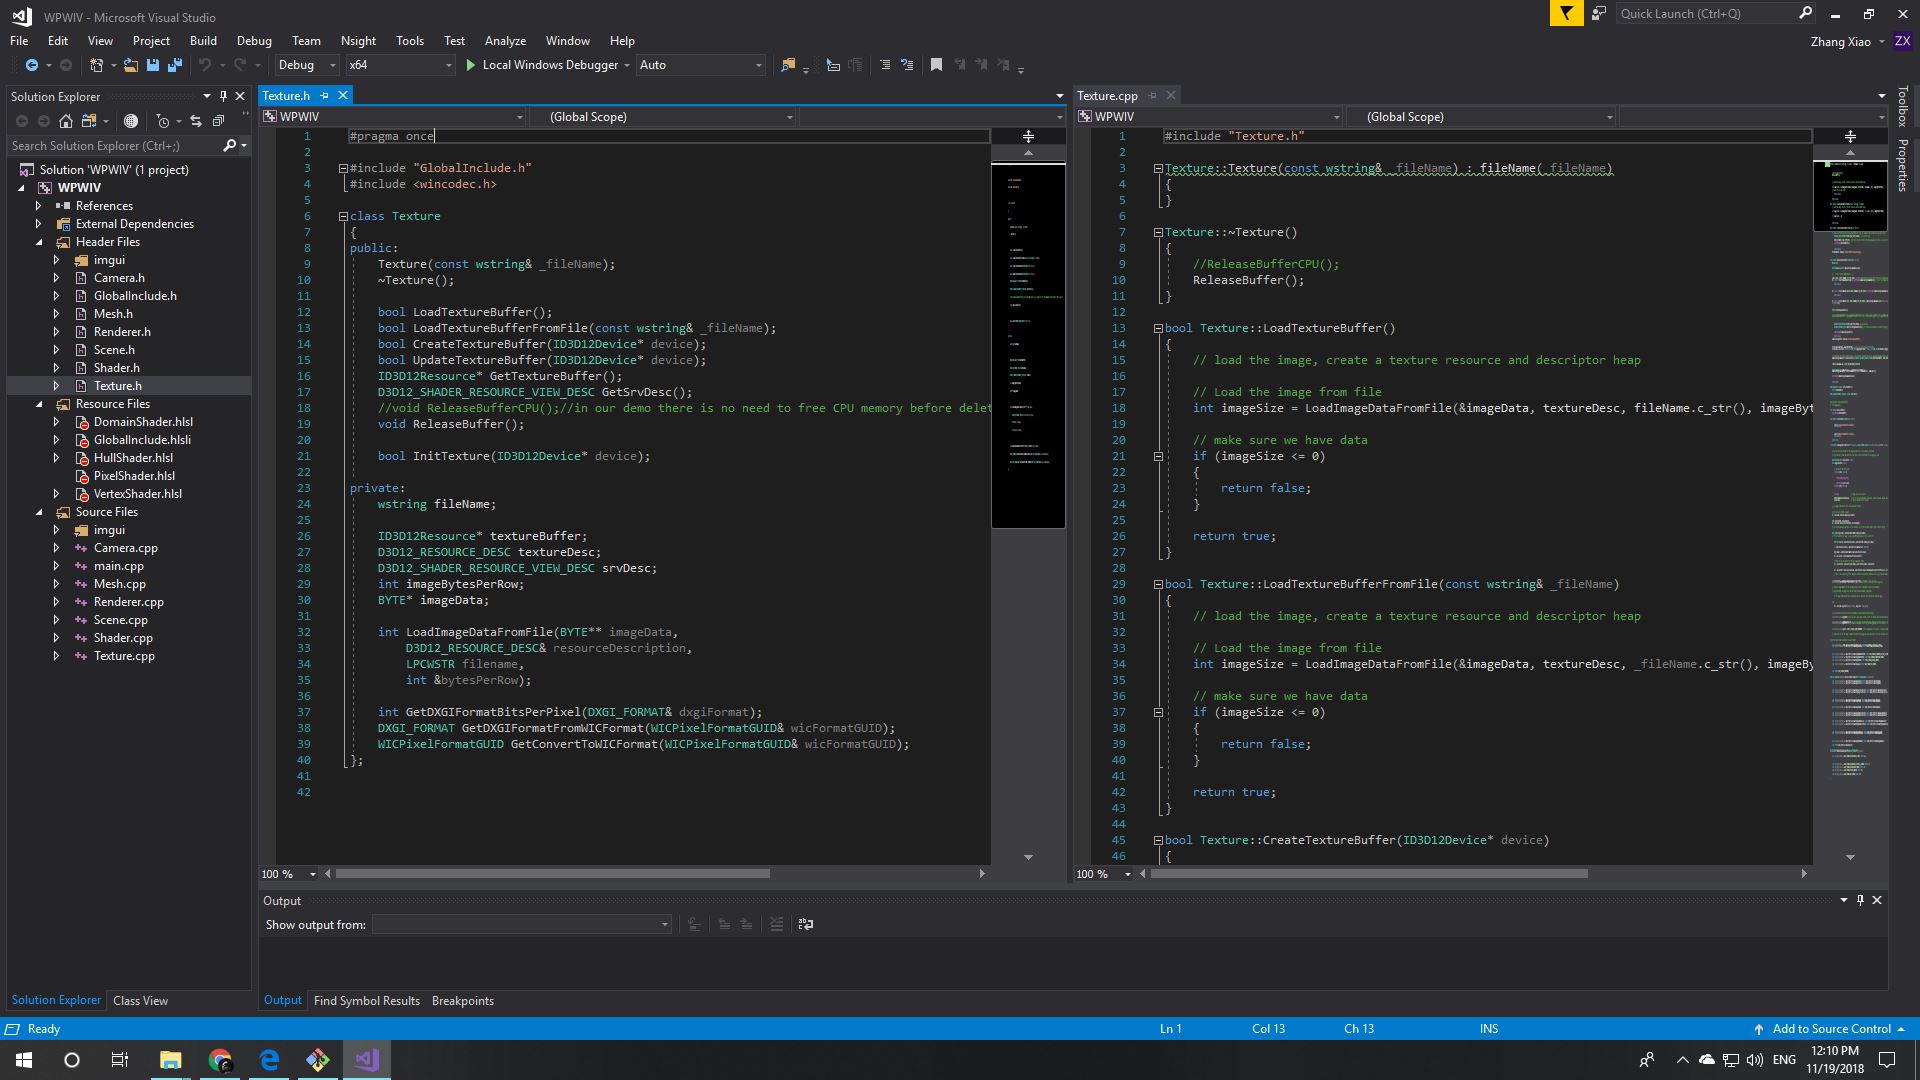 WPWIV - Microsoft Visual Studio
Quick Launch (Ctrl+Q)
File Edit View Project Build Debug Team Nsight Tools Test Analyze Window Help
Zhang Xiao ZX
Debug x64 Local Windows Debugger Auto
Solution Explorer
Search Solution Explorer (Ctrl+;)
Solution 'WPWIV' (1 project)
WPWIV
References
External Dependencies
Header Files
imgui
Camera.h
GlobalInclude.h
Mesh.h
Renderer.h
Scene.h
Shader.h
Texture.h
Resource Files
DomainShader.hlsl
GlobalInclude.hlsli
HullShader.hlsl
PixelShader.hlsl
VertexShader.hlsl
Source Files
imgui
Camera.cpp
main.cpp
Mesh.cpp
Renderer.cpp
Scene.cpp
Shader.cpp
Texture.cpp
Solution Explorer Class View
Texture.h
WPWIV (Global Scope)
1 #pragma once
2
3 #include "GlobalInclude.h"
4 #include <wincodec.h>
5
6 class Texture
7 {
8 public:
9 Texture(const wstring& _fileName);
10 ~Texture();
11
12 bool LoadTextureBuffer();
13 bool LoadTextureBufferFromFile(const wstring& _fileName);
14 bool CreateTextureBuffer(ID3D12Device* device);
15 bool UpdateTextureBuffer(ID3D12Device* device);
16 ID3D12Resource* GetTextureBuffer();
17 D3D12_SHADER_RESOURCE_VIEW_DESC GetSrvDesc();
18 //void ReleaseBufferCPU();//in our demo there is no need to free CPU memory before delet
19 void ReleaseBuffer();
20
21 bool InitTexture(ID3D12Device* device);
22
23 private:
24 wstring fileName;
25
26 ID3D12Resource* textureBuffer;
27 D3D12_RESOURCE_DESC textureDesc;
28 D3D12_SHADER_RESOURCE_VIEW_DESC srvDesc;
29 int imageBytesPerRow;
30 BYTE* imageData;
31
32 int LoadImageDataFromFile(BYTE** imageData,
33 D3D12_RESOURCE_DESC& resourceDescription,
34 LPCWSTR filename,
35 int &bytesPerRow);
36
37 int GetDXGIFormatBitsPerPixel(DXGI_FORMAT& dxgiFormat);
38 DXGI_FORMAT GetDXGIFormatFromWICFormat(WICPixelFormatGUID& wicFormatGUID);
39 WICPixelFormatGUID GetConvertToWICFormat(WICPixelFormatGUID& wicFormatGUID);
40 };
41
42
100 %
Texture.cpp
WPWIV (Global Scope)
1 #include "Texture.h"
2
3 Texture::Texture(const wstring& _fileName) : fileName(_fileName)
4 {
5 }
6
7 Texture::~Texture()
8 {
9 //ReleaseBufferCPU();
10 ReleaseBuffer();
11 }
12
13 bool Texture::LoadTextureBuffer()
14 {
15 // load the image, create a texture resource and descriptor heap
16
17 // Load the image from file
18 int imageSize = LoadImageDataFromFile(&imageData, textureDesc, fileName.c_str(), imageByt
19
20 // make sure we have data
21 if (imageSize <= 0)
22 {
23 return false;
24 }
25
26 return true;
27 }
28
29 bool Texture::LoadTextureBufferFromFile(const wstring& _fileName)
30 {
31 // load the image, create a texture resource and descriptor heap
32
33 // Load the image from file
34 int imageSize = LoadImageDataFromFile(&imageData, textureDesc, _fileName.c_str(), imageBy
35
36 // make sure we have data
37 if (imageSize <= 0)
38 {
39 return false;
40 }
41
42 return true;
43 }
44
45 bool Texture::CreateTextureBuffer(ID3D12Device* device)
46 {
100 %
Toolbox
Properties
Output
Show output from:
Output Find Symbol Results Breakpoints
Ready Ln 1 Col 13 Ch 13 INS Add to Source Control
ENG 12:10 PM
11/19/2018